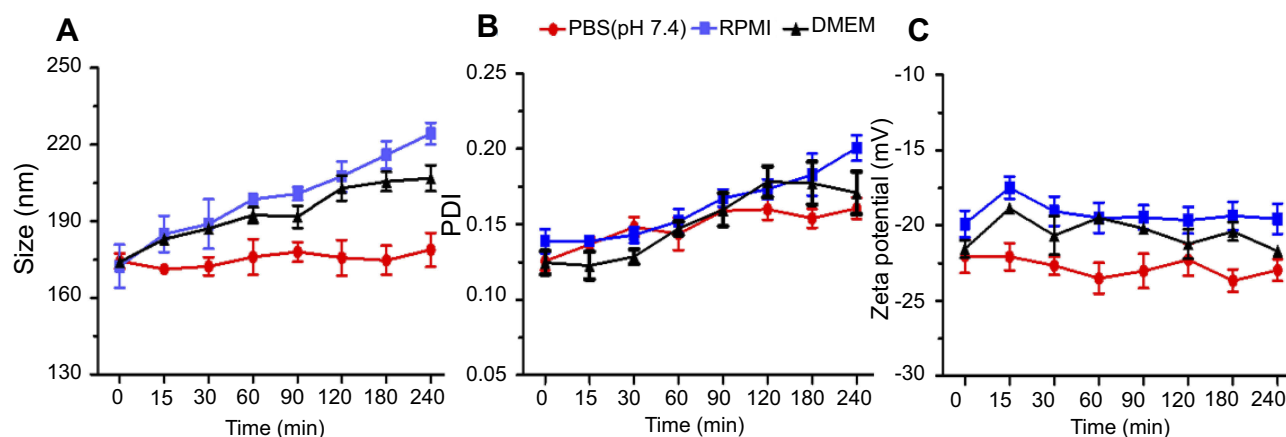 A
B
PBS(pH 7.4) RPMI DMEM
C
250
220
190
160
130
Size (nm)
0 15 30 60 90 120 180 240
Time (min)
0.25
0.20
0.15
0.10
0.05
PDI
0 15 30 60 90 120 180 240
Time (min)
-10
-15
-20
-25
-30
Zeta potential (mV)
0 15 30 60 90 120 180 240
Time (min)